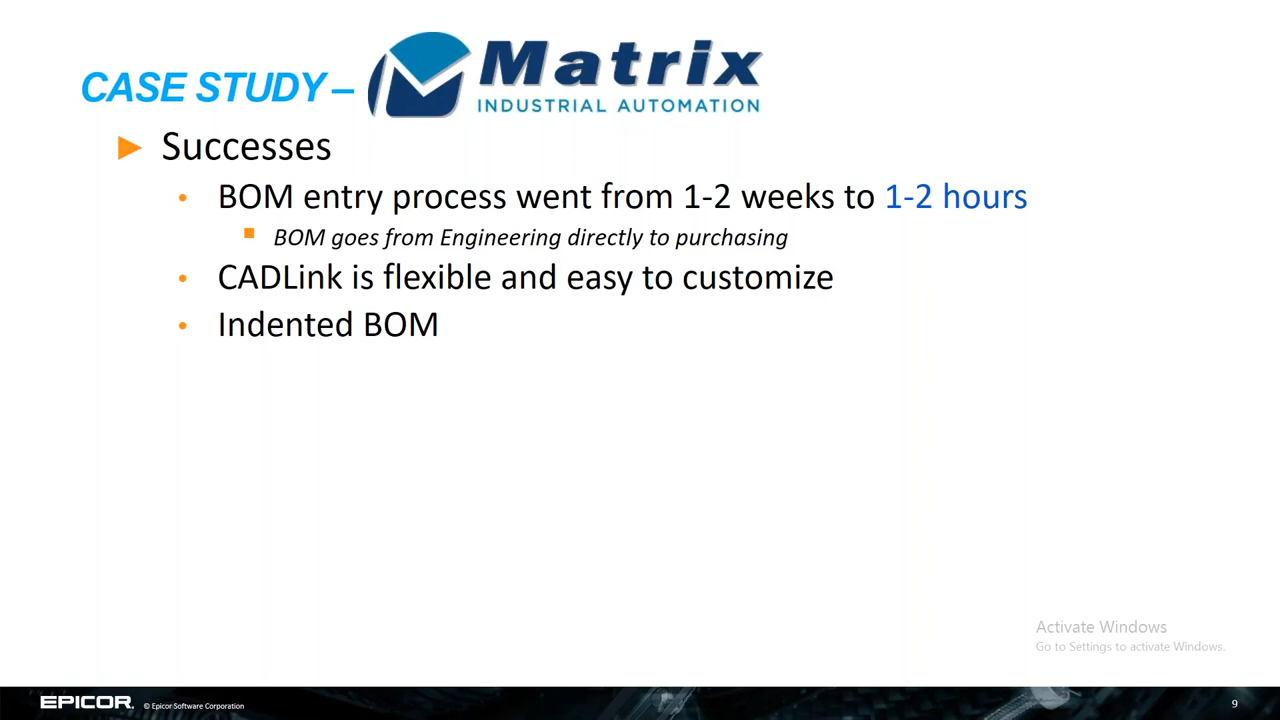 CASE STUDY – Matrix
INDUSTRIAL AUTOMATION
► Successes
• BOM entry process went from 1-2 weeks to 1-2 hours
▪ BOM goes from Engineering directly to purchasing
• CADLink is flexible and easy to customize
• Indented BOM
Activate Windows
Go to Settings to activate Windows.
EPICOR. © Epicor Software Corporation
9